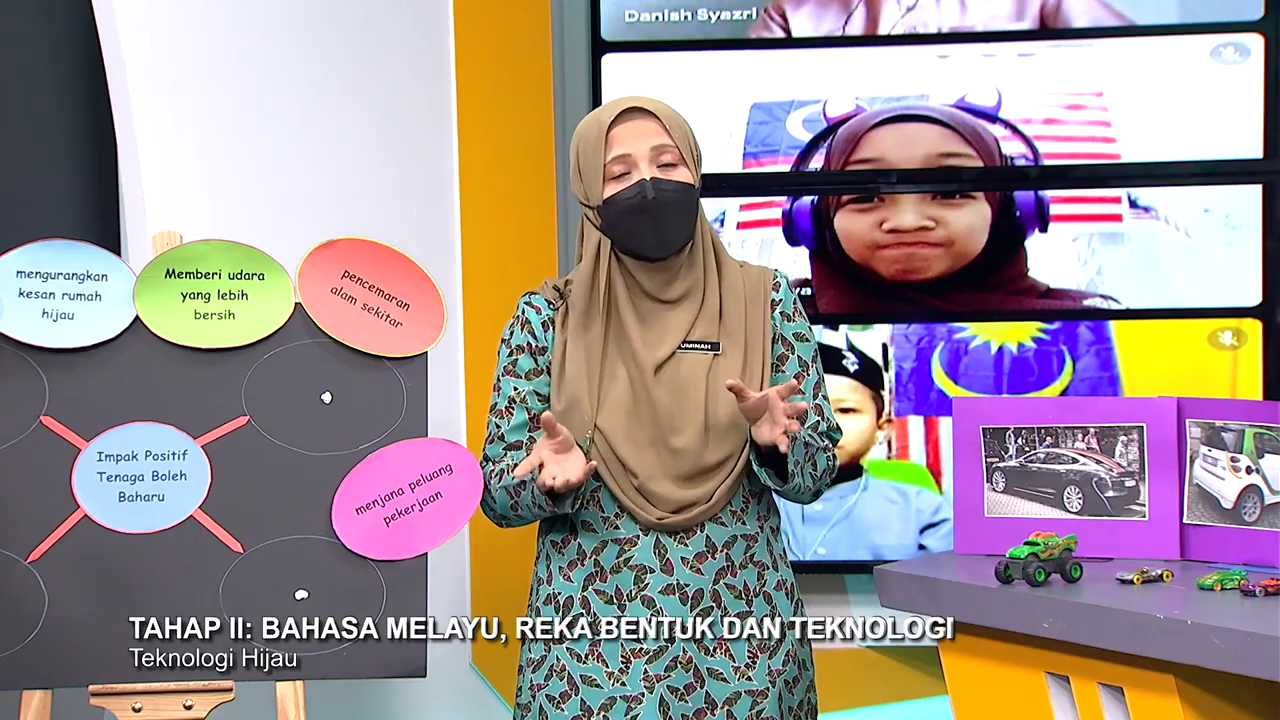 Danish Syazri
mengurangkan
kesan rumah
hijau
Memberi udara
yang lebih
bersih
pencemaran
alam sekitar
Impak Positif
Tenaga Boleh
Baharu
menjana peluang
pekerjaan
UMINAH
TAHAP II: BAHASA MELAYU, REKA BENTUK DAN TEKNOLOGI
Teknologi Hijau